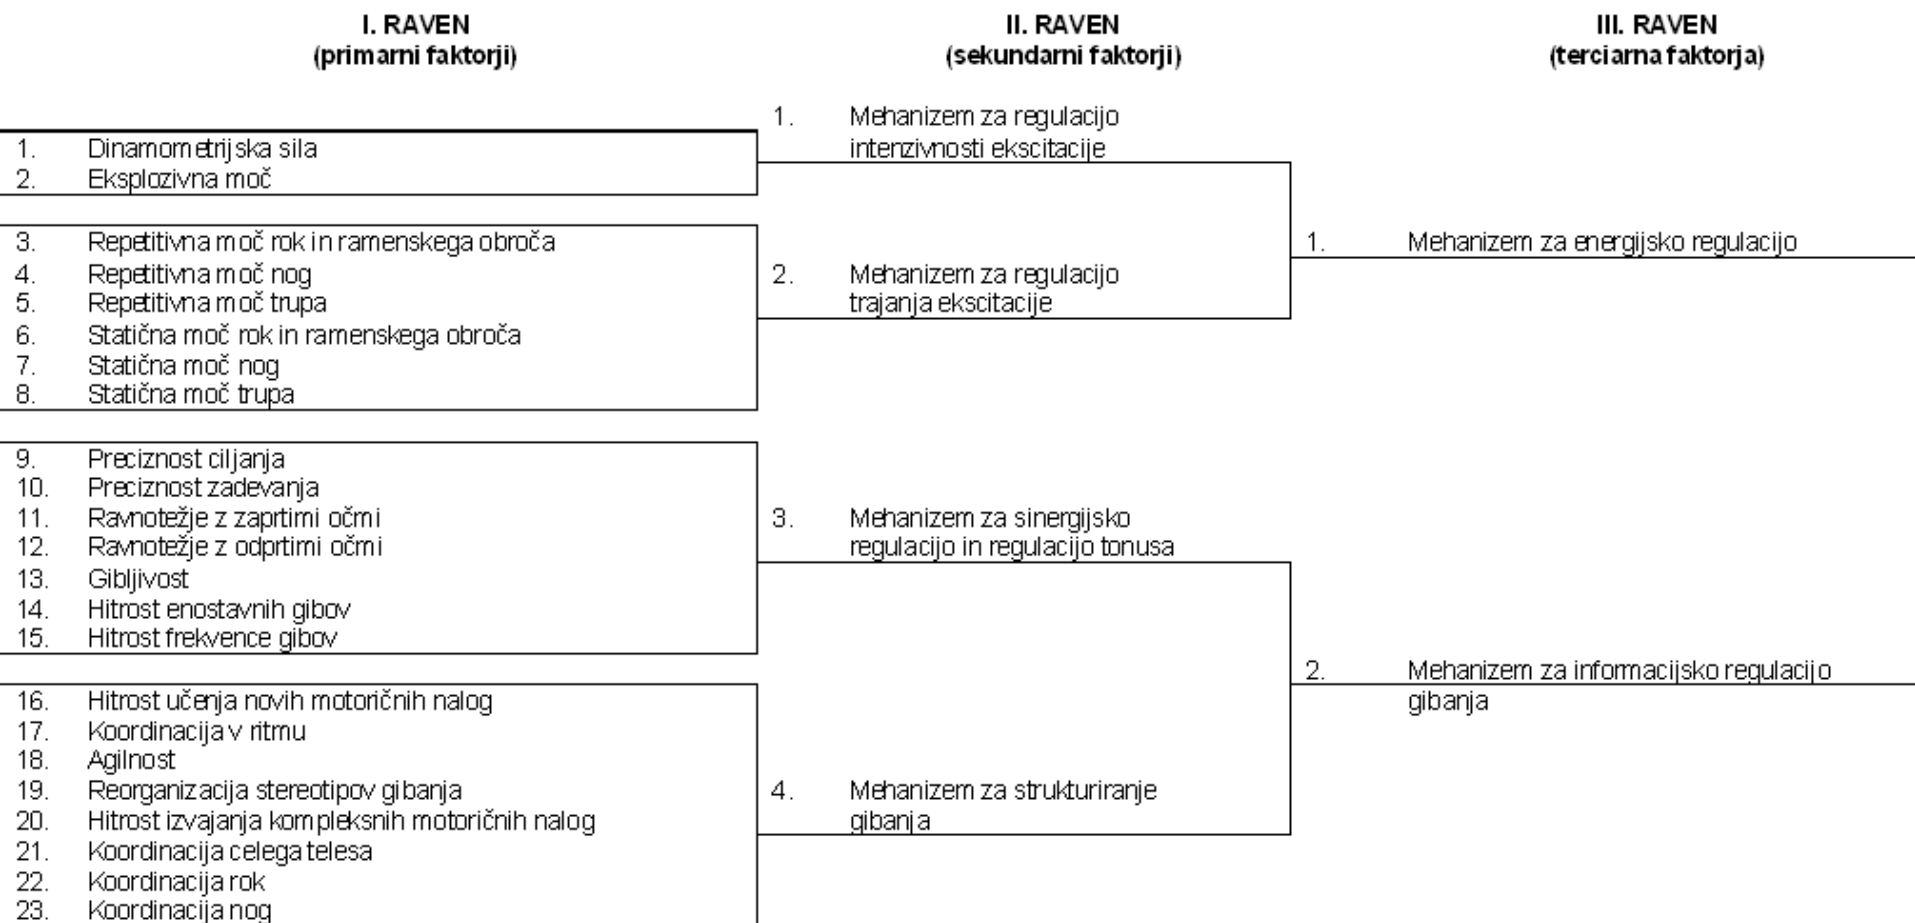 I. RAVEN
(primarni faktorji)
II. RAVEN
(sekundarni faktorji)
III. RAVEN
(terciarna faktorja)
1. Dinamometrijska sila
2. Eksplozivna moč
3. Repetitivna moč rok in ramenskega obroča
4. Repetitivna moč nog
5. Repetitivna moč trupa
6. Statična moč rok in ramenskega obroča
7. Statična moč nog
8. Statična moč trupa
9. Preciznost ciljanja
10. Preciznost zadevanja
11. Ravnotežje z zaprtimi očmi
12. Ravnotežje z odprtimi očmi
13. Gibljivost
14. Hitrost enostavnih gibov
15. Hitrost frekvence gibov
16. Hitrost učenja novih motoričnih nalog
17. Koordinacija v ritmu
18. Agilnost
19. Reorganizacija stereotipov gibanja
20. Hitrost izvajanja kompleksnih motoričnih nalog
21. Koordinacija celega telesa
22. Koordinacija rok
23. Koordinacija nog
1. Mehanizem za regulacijo
intenzivnosti ekscitacije
2. Mehanizem za regulacijo
trajanja ekscitacije
3. Mehanizem za sinergijsko
regulacijo in regulacijo tonusa
4. Mehanizem za strukturiranje
gibanja
1. Mehanizem za energijsko regulacijo
2. Mehanizem za informacijsko regulacijo
gibanja